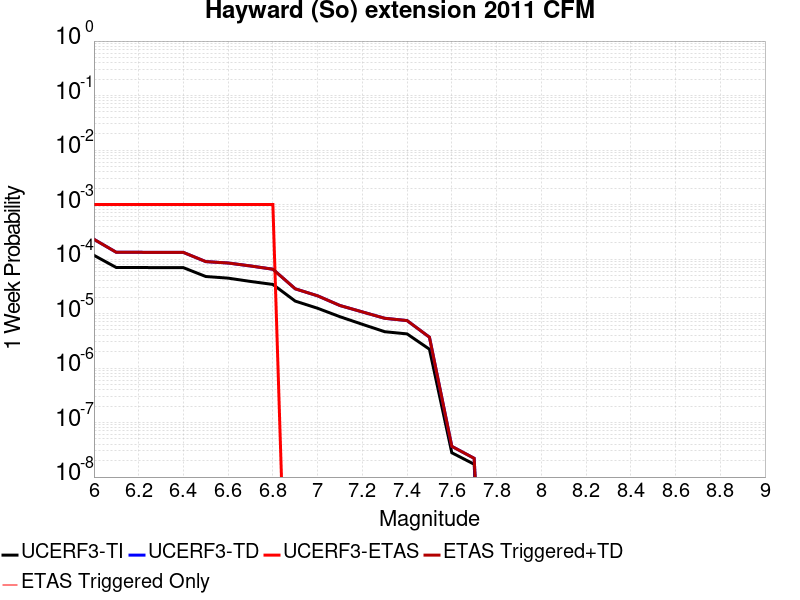 Hayward (So) extension 2011 CFM
1 Week Probability
10^0
10^-1
10^-2
10^-3
10^-4
10^-5
10^-6
10^-7
10^-8
6 6.2 6.4 6.6 6.8 7 7.2 7.4 7.6 7.8 8 8.2 8.4 8.6 8.8 9
Magnitude
UCERF3-TI UCERF3-TD UCERF3-ETAS ETAS Triggered+TD
ETAS Triggered Only